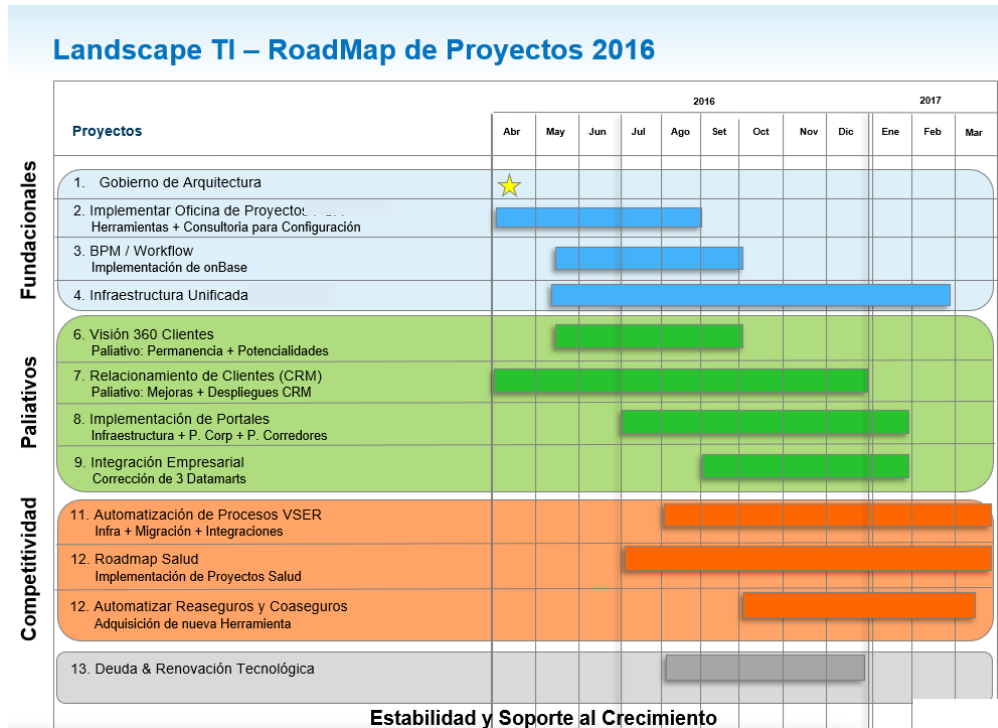 Landscape TI – RoadMap de Proyectos 2016
2016 2017
Proyectos Abr May Jun Jul Ago Set Oct Nov Dic Ene Feb Mar
Fundacionales
1. Gobierno de Arquitectura
2. Implementar Oficina de Proyectos
Herramientas + Consultoria para Configuración
3. BPM / Workflow
Implementación de onBase
4. Infraestructura Unificada
Paliativos
6. Visión 360 Clientes
Paliativo: Permanencia + Potencialidades
7. Relacionamiento de Clientes (CRM)
Paliativo: Mejoras + Despliegues CRM
8. Implementación de Portales
Infraestructura + P. Corp + P. Corredores
9. Integración Empresarial
Corrección de 3 Datamarts
Competitividad
11. Automatización de Procesos VSER
Infra + Migración + Integraciones
12. Roadmap Salud
Implementación de Proyectos Salud
12. Automatizar Reaseguros y Coaseguros
Adquisición de nueva Herramienta
13. Deuda & Renovación Tecnológica
Estabilidad y Soporte al Crecimiento